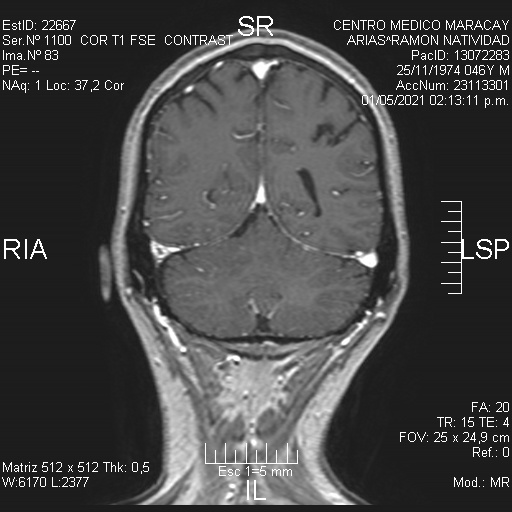 EstID: 22667
Ser.Nº 1100 COR T1 FSE CONTRAST
Ima.Nº 83
PE= --
NAq: 1 Loc: 37,2 Cor
SR
CENTRO MEDICO MARACAY
ARIAS^RAMON NATIVIDAD
PacID: 13072283
25/11/1974 046Y M
AccNum: 23113301
01/05/2021 02:13:11 p.m.
RIA
LSP
FA: 20
TR: 15 TE: 4
FOV: 25 x 24,9 cm
Ref.: 0
Mod.: MR
Matriz 512 x 512 Thk: 0,5
W:6170 L:2377
Esc 1=5 mm
IL